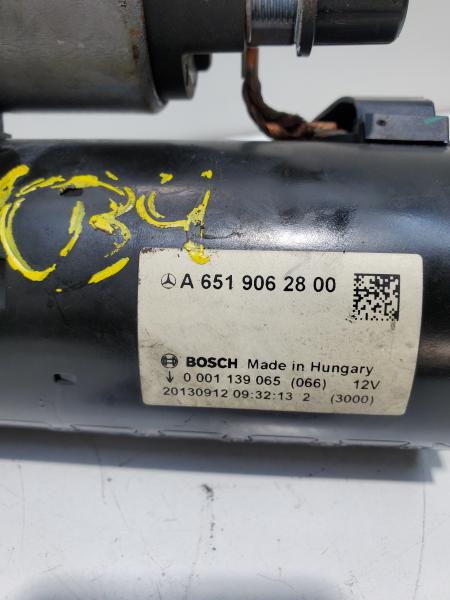 034
A 651 906 28 00
BOSCH Made in Hungary
0 001 139 065 (066) 12V
20130912 09:32:13 2 (3000)